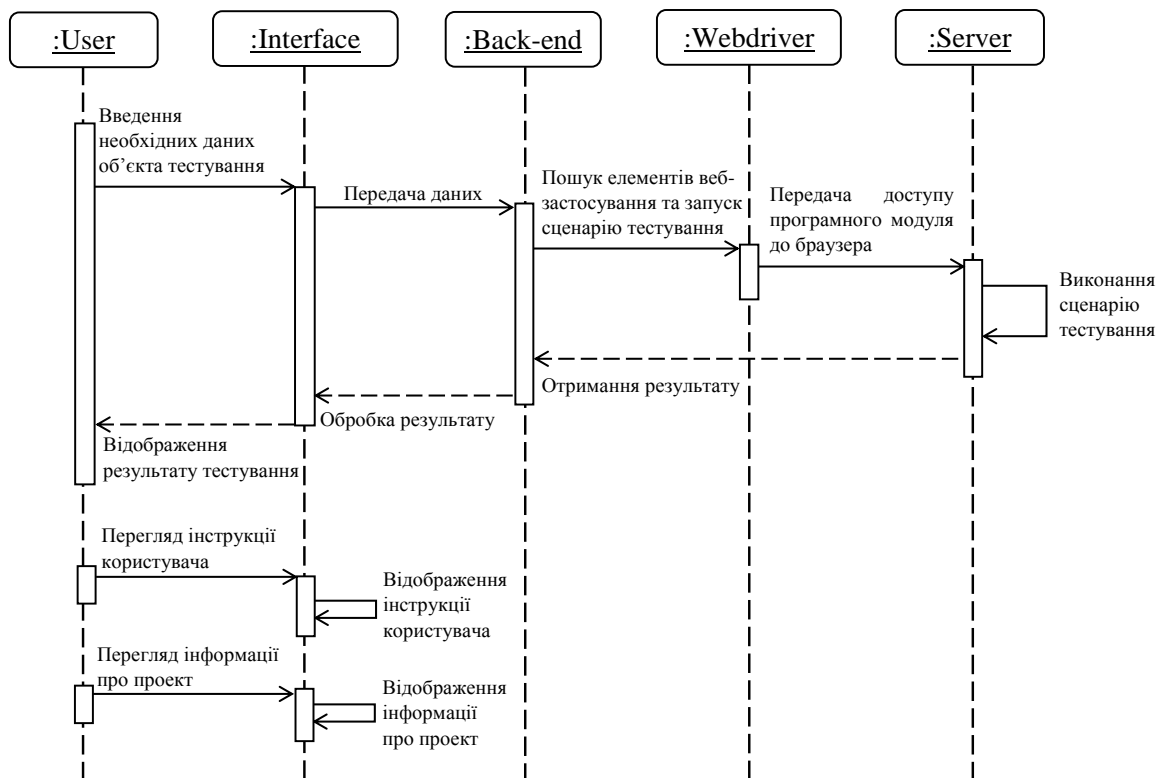 :User
:Interface
:Back-end
:Webdriver
:Server
Введення
необхідних даних
об’єкта тестування
Передача даних
Пошук елементів веб-
застосування та запуск
сценарію тестування
Передача доступу
програмного модуля
до браузера
Виконання
сценарію
тестування
Отримання результату
Обробка результату
Відображення
результату тестування
Перегляд інструкції
користувача
Відображення
інструкції
користувача
Перегляд інформації
про проект
Відображення
інформації
про проект